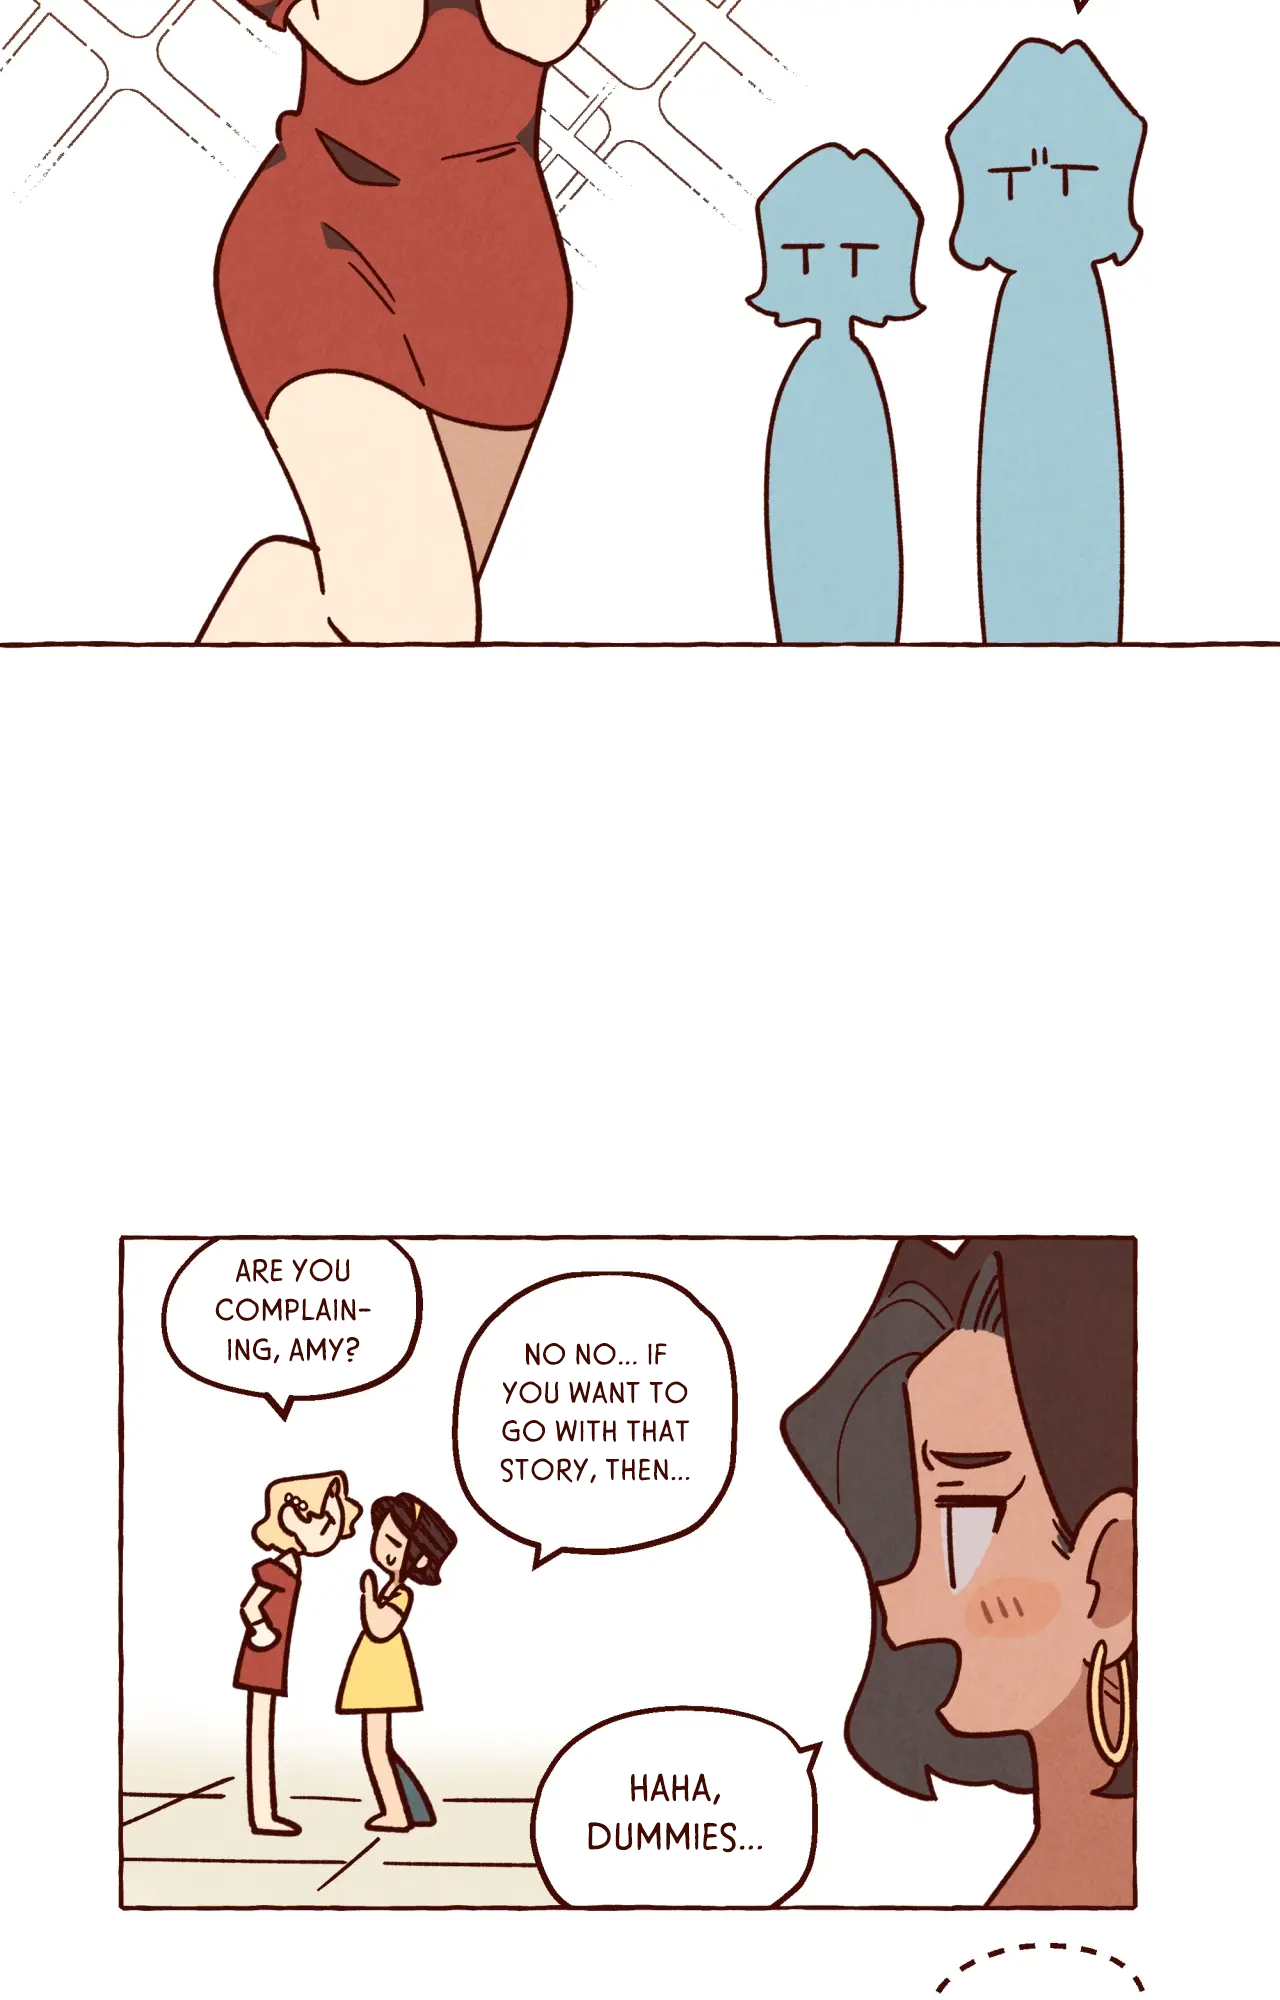 ARE YOU
COMPLAIN-
ING, AMY?
NO NO... IF
YOU WANT TO
GO WITH THAT
STORY, THEN...
HAHA,
DUMMIES...